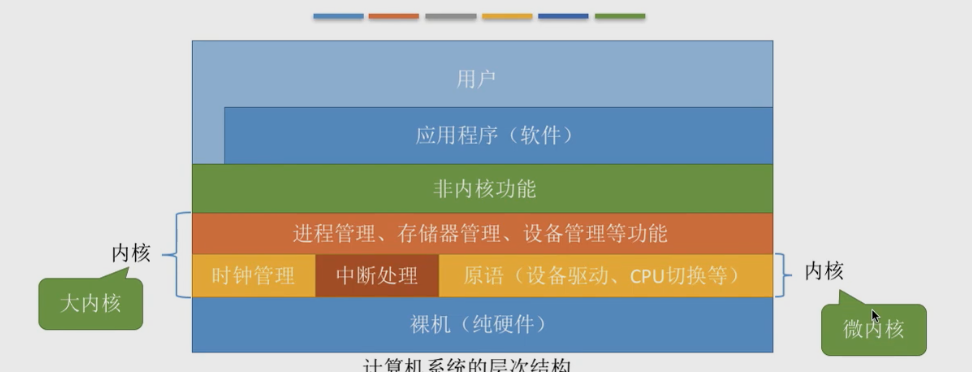 用户
应用程序（软件）
非内核功能
进程管理、存储器管理、设备管理等功能
内核
大内核
时钟管理
中断处理
原语（设备驱动、CPU切换等）
内核
微内核
裸机（纯硬件）
计算机系统的层次结构